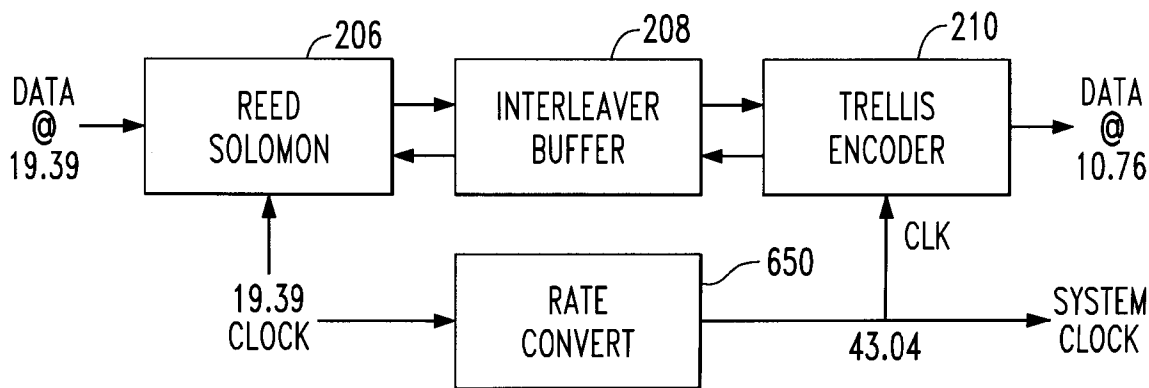 206
208
210
DATA
@
19.39
REED
SOLOMON
INTERLEAVER
BUFFER
TRELLIS
ENCODER
DATA
@
10.76
CLK
650
19.39
CLOCK
RATE
CONVERT
43.04
SYSTEM
CLOCK